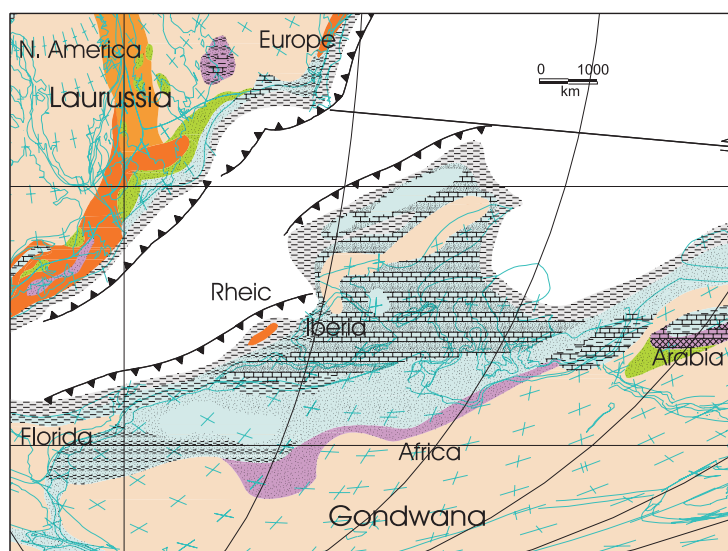 Europe
N. America
Laurussia
0 1000
km
Rheic
Iberia
Arabia
Florida
Africa
Gondwana